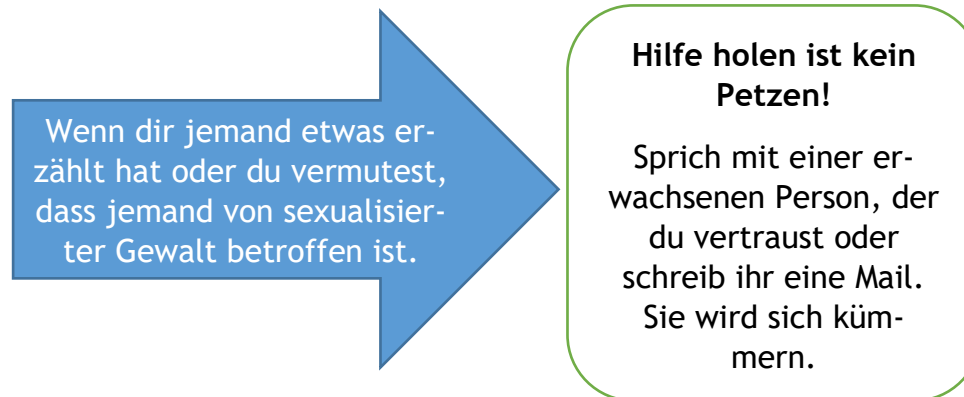 Wenn dir jemand etwas er-
zählt hat oder du vermutest,
dass jemand von sexualisier-
ter Gewalt betroffen ist.
Hilfe holen ist kein
Petzen!
Sprich mit einer er-
wachsenen Person, der
du vertraust oder
schreib ihr eine Mail.
Sie wird sich küm-
mern.